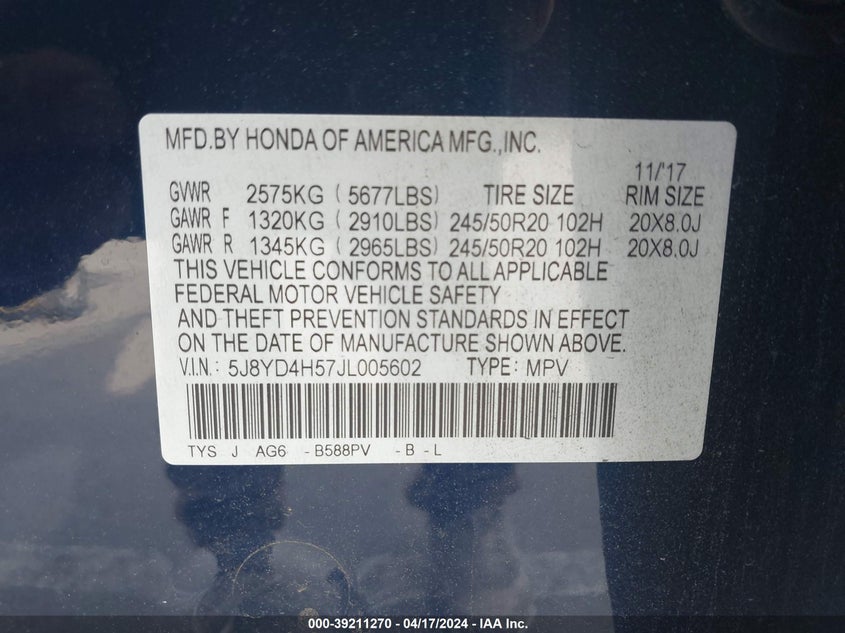 MFD.BY HONDA OF AMERICA MFG.,INC.
11/'17
GVWR 2575KG ( 5677LBS) TIRE SIZE RIM SIZE
GAWR F 1320KG ( 2910LBS) 245/50R20 102H 20X8.0J
GAWR R 1345KG ( 2965LBS) 245/50R20 102H 20X8.0J
THIS VEHICLE CONFORMS TO ALL APPLICABLE
FEDERAL MOTOR VEHICLE SAFETY
AND THEFT PREVENTION STANDARDS IN EFFECT
ON THE DATE OF MANUFACTURE SHOWN ABOVE.
V.I.N.: 5J8YD4H57JL005602 TYPE: MPV
TYS J AG6 -B588PV -B -L
000-39211270 - 04/17/2024 - IAA Inc.